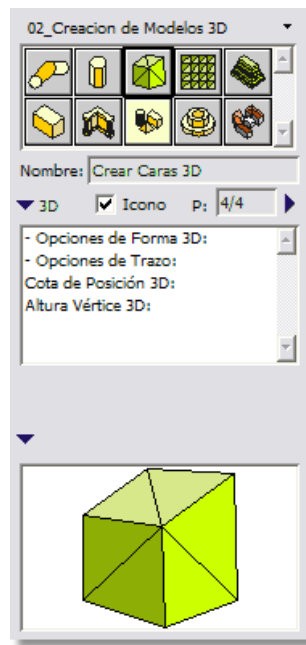 02_Creacion de Modelos 3D
Nombre: Crear Caras 3D
3D Icono P: 4/4
- Opciones de Forma 3D:
- Opciones de Trazo:
Cota de Posición 3D:
Altura Vértice 3D: